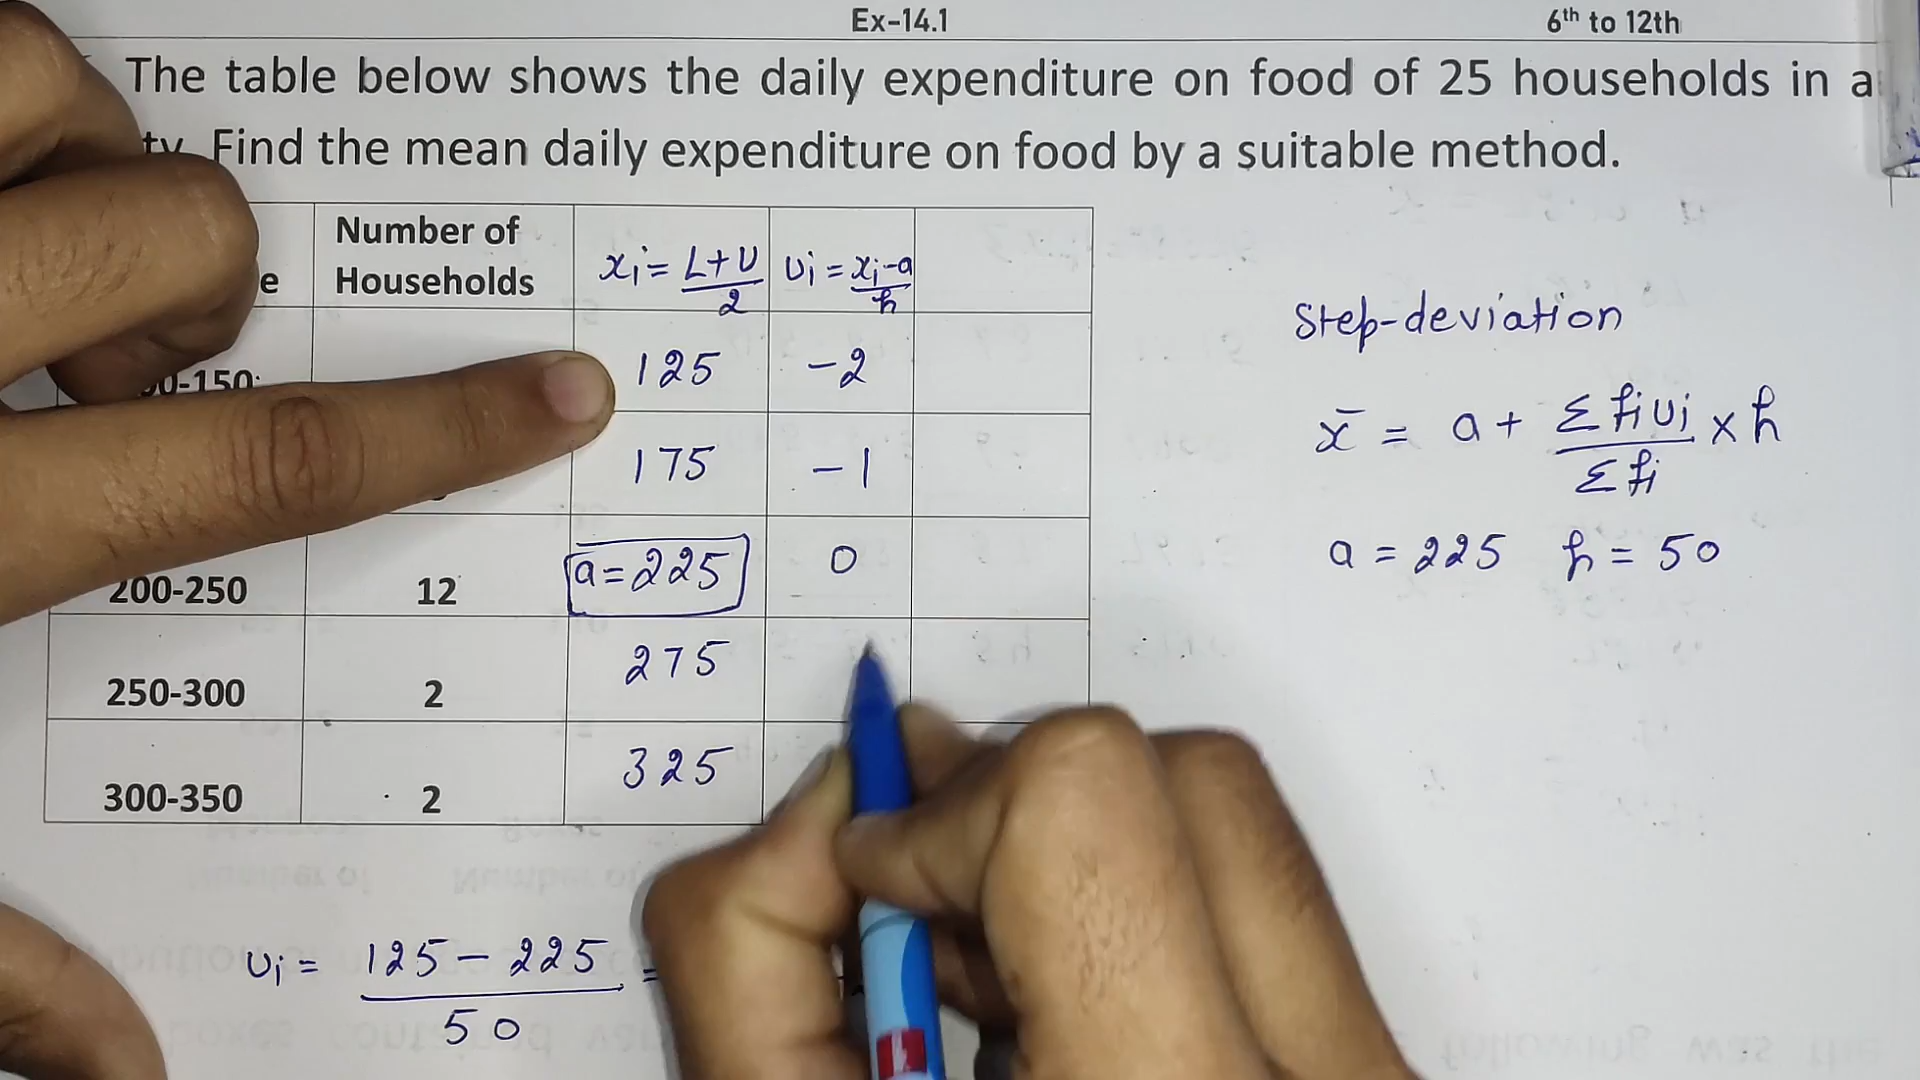 Ex-14.1
6th to 12th
The table below shows the daily expenditure on food of 25 households in a
ty. Find the mean daily expenditure on food by a suitable method.
Number of Households
xi = L+U/2
ui = xi-a/h
0-150
125
-2
175
-1
200-250
12
a = 225
0
250-300
2
275
300-350
2
325
Step-deviation
x̄ = a + Σfiui/Σfi × h
a = 225 h = 50
ui = 125 - 225/50 =